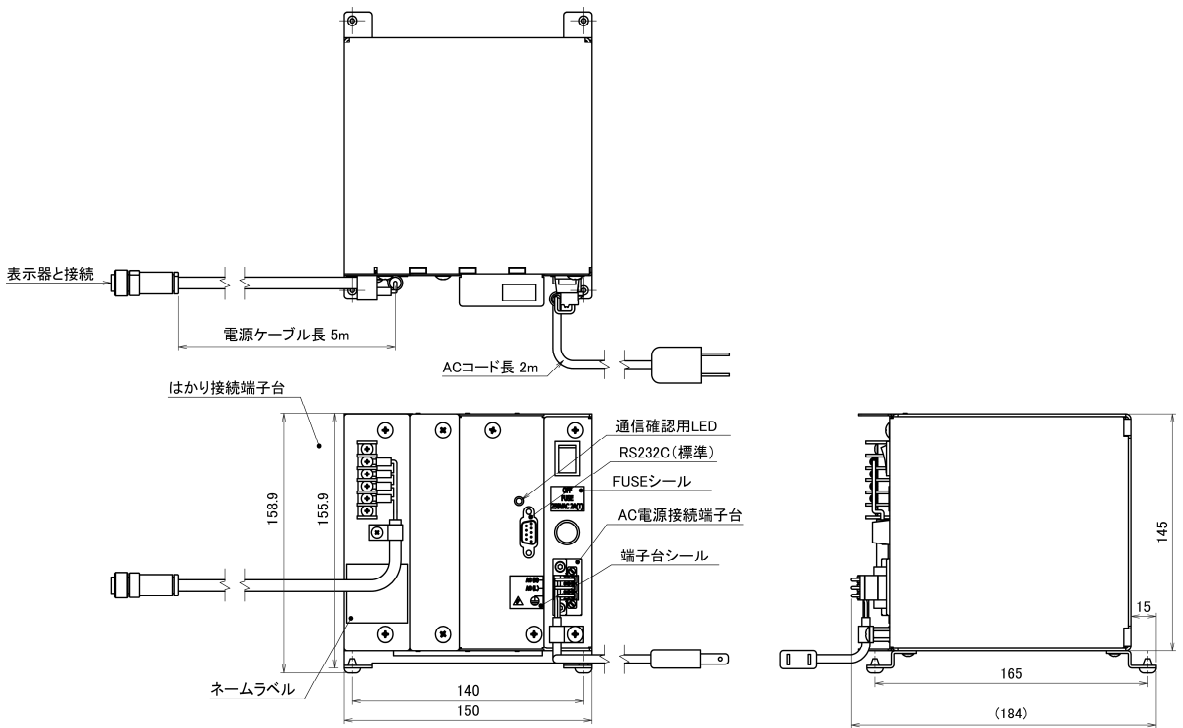 表示器と接続
電源ケーブル長 5m
ACコード長 2m
はかり接続端子台
通信確認用LED
RS232C(標準)
FUSEシール
AC電源接続端子台
端子台シール
OFF
FUSE
158.9
155.9
ネームラベル
140
150
145
15
165
(184)